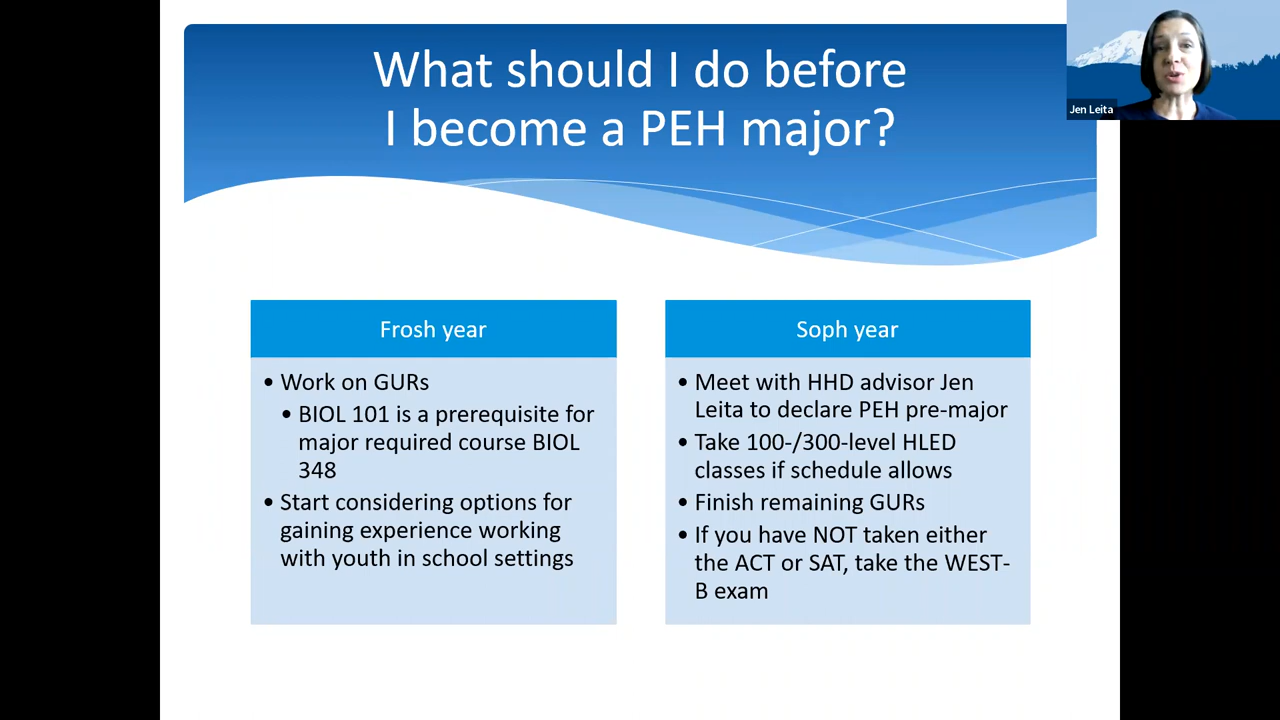 What should I do before
I become a PEH major?
Jen Leita
Frosh year
• Work on GURs
• BIOL 101 is a prerequisite for
major required course BIOL
348
• Start considering options for
gaining experience working
with youth in school settings
Soph year
• Meet with HHD advisor Jen
Leita to declare PEH pre-major
• Take 100-/300-level HLED
classes if schedule allows
• Finish remaining GURs
• If you have NOT taken either
the ACT or SAT, take the WEST-
B exam